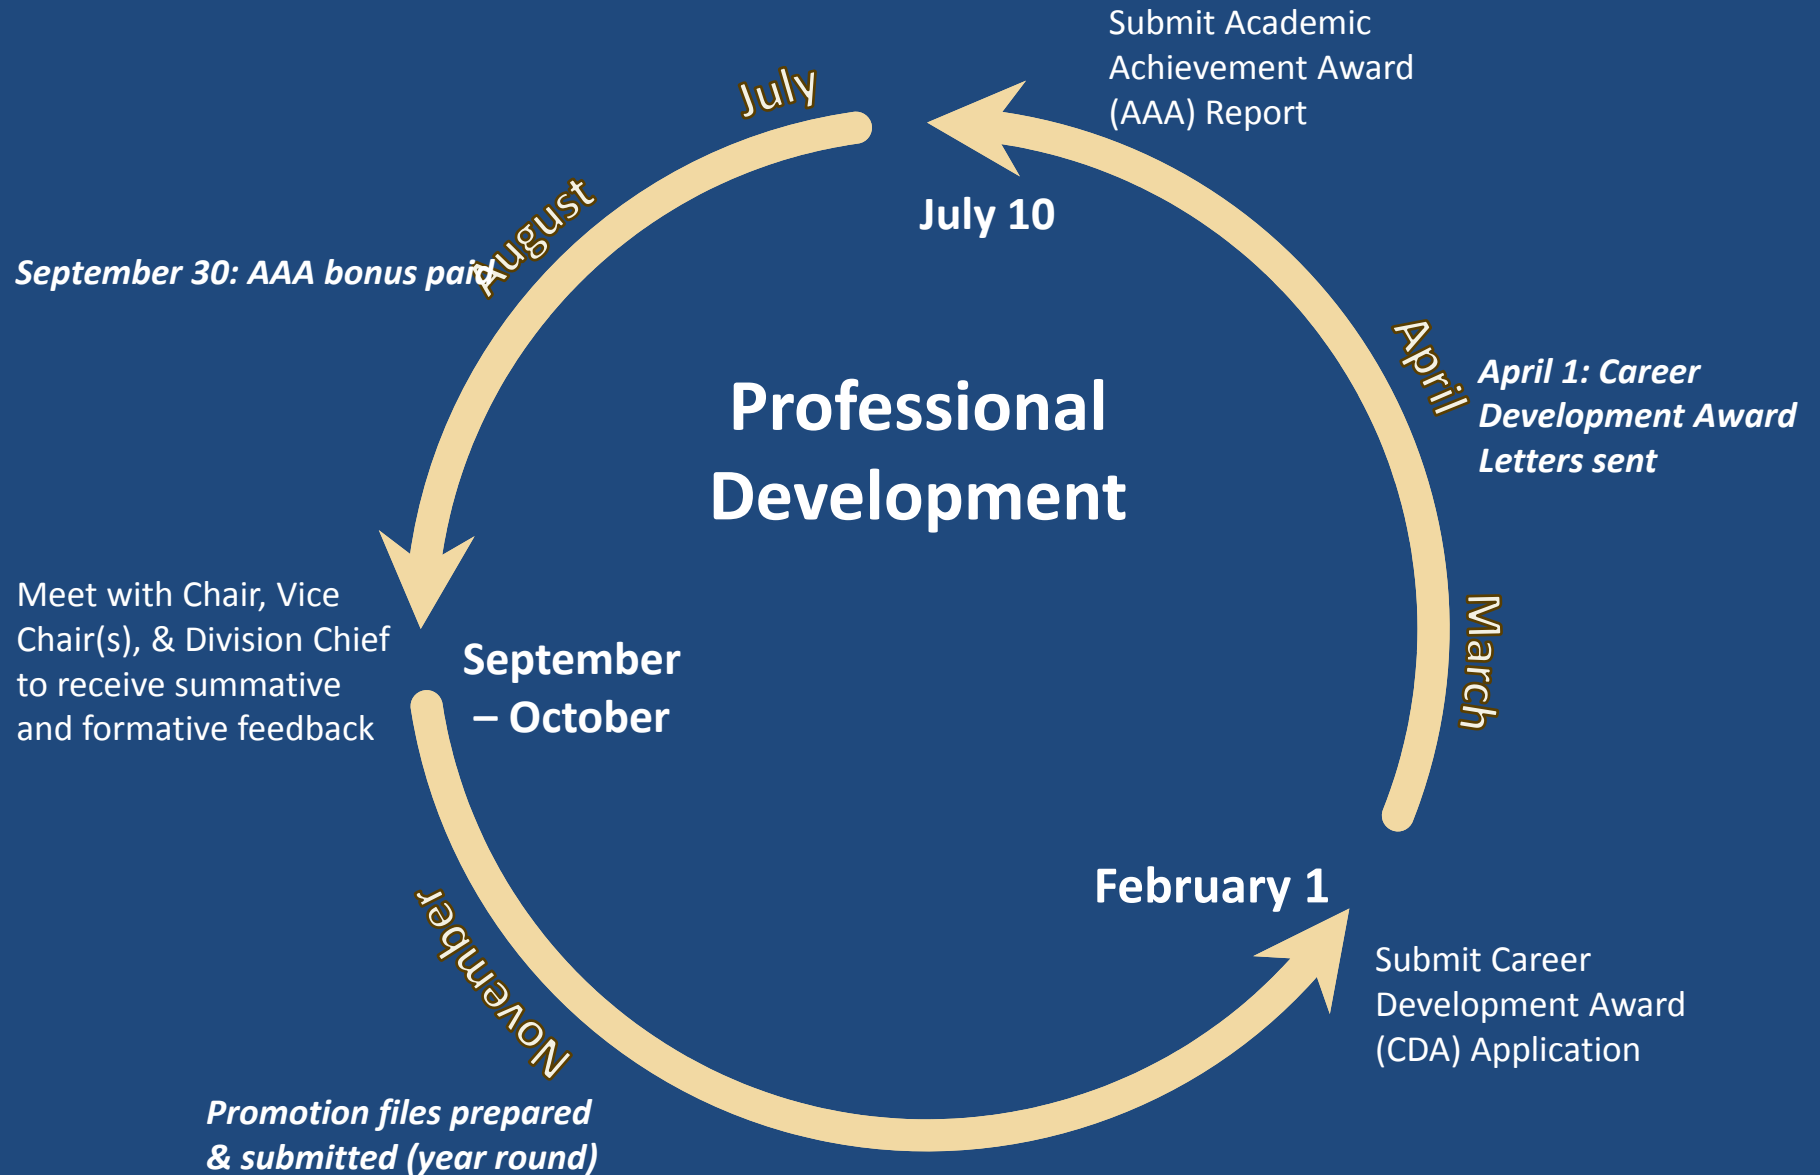 Submit Academic
Achievement Award
(AAA) Report
July
July 10
August
September 30: AAA bonus paid
April
April 1: Career
Development Award
Letters sent
Professional
Development
Meet with Chair, Vice
Chair(s), & Division Chief
to receive summative
and formative feedback
September
– October
March
February 1
November
Submit Career
Development Award
(CDA) Application
Promotion files prepared
& submitted (year round)